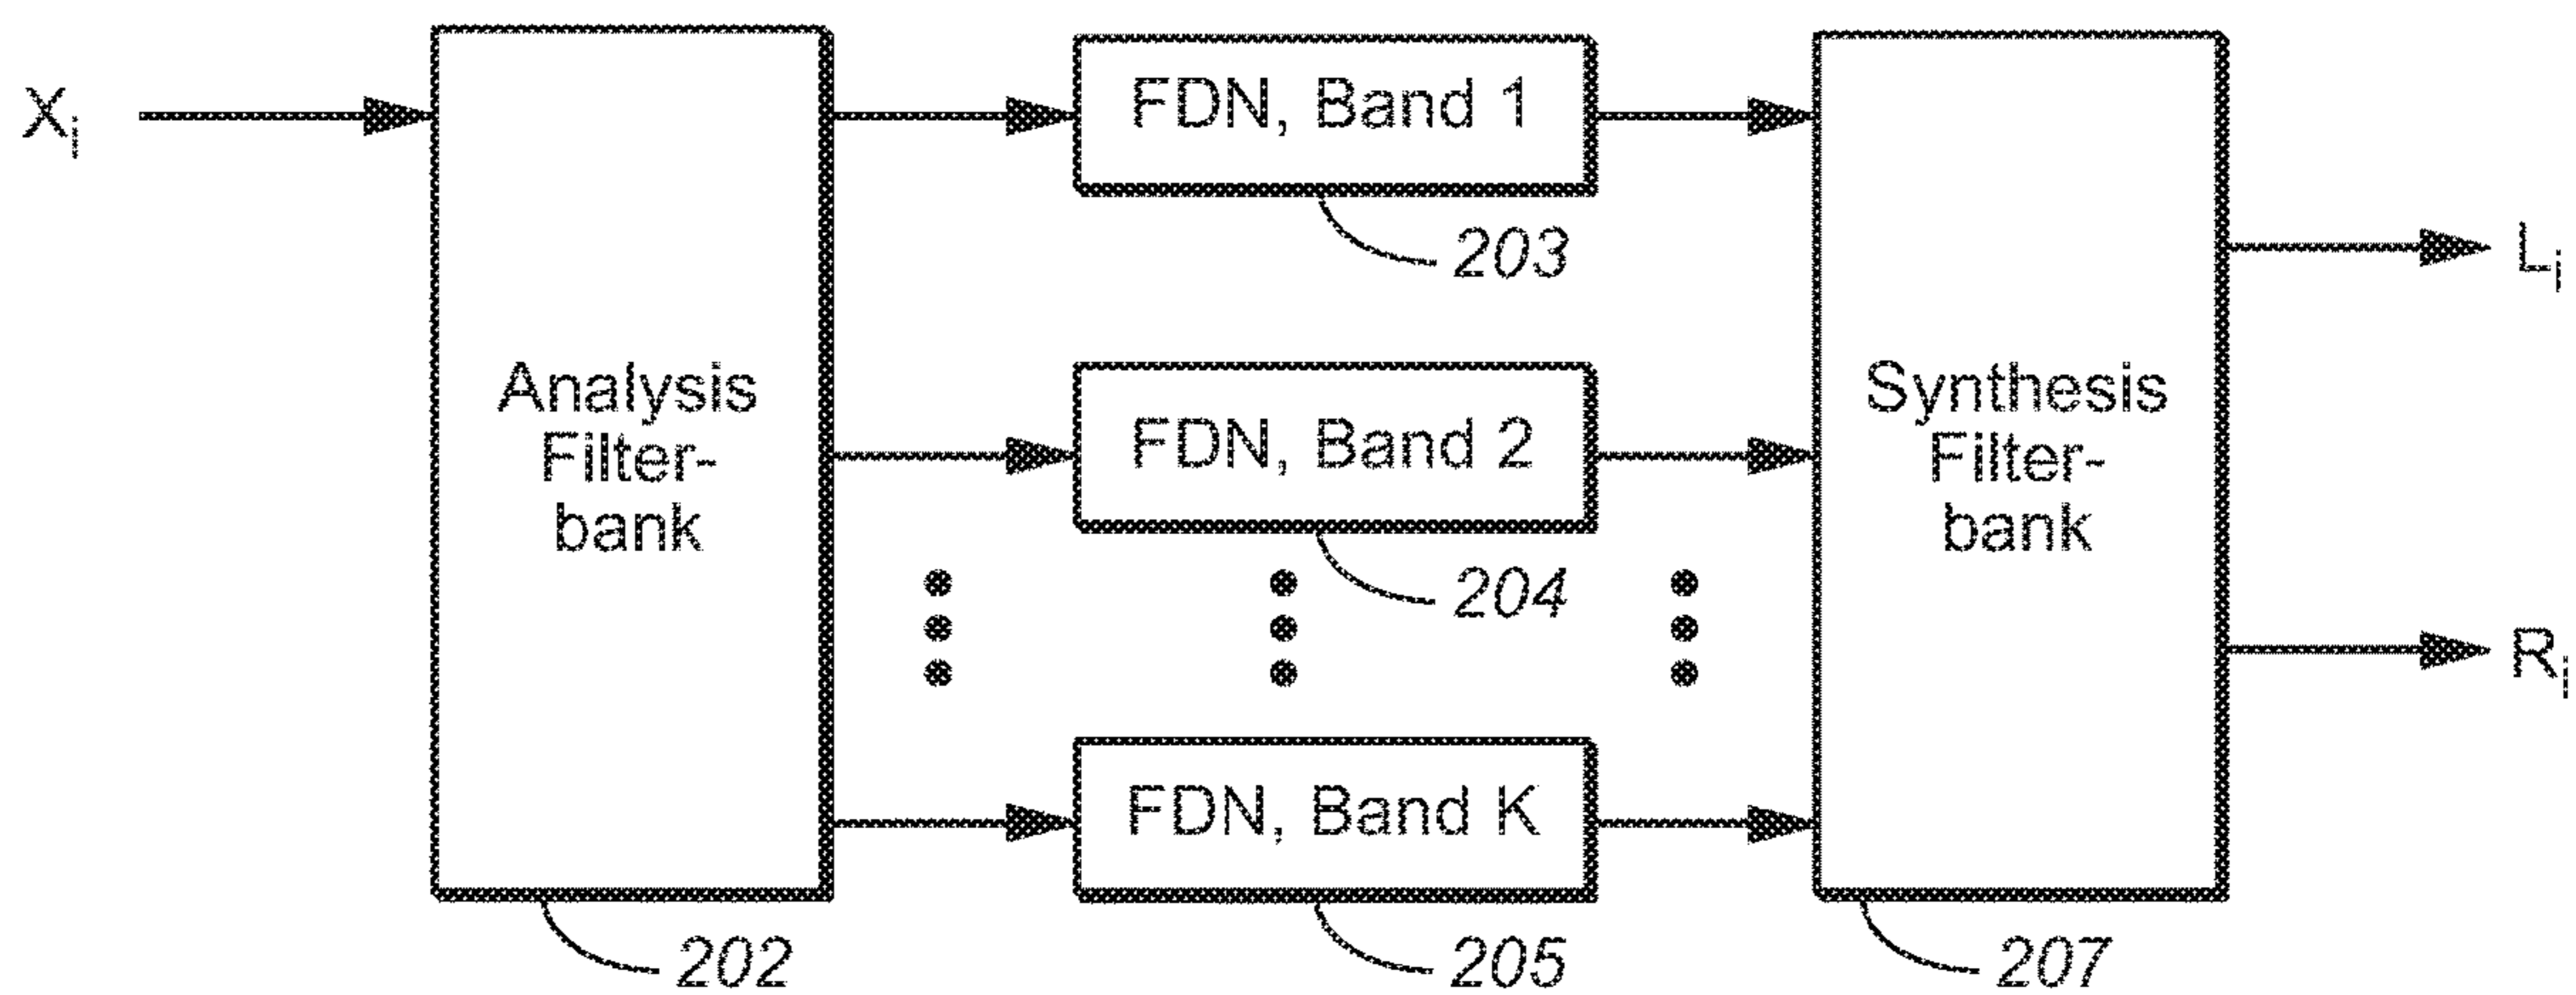 Xi
Analysis
Filter-
bank
202
FDN, Band 1
203
FDN, Band 2
204
FDN, Band K
205
Synthesis
Filter-
bank
207
Li
Ri